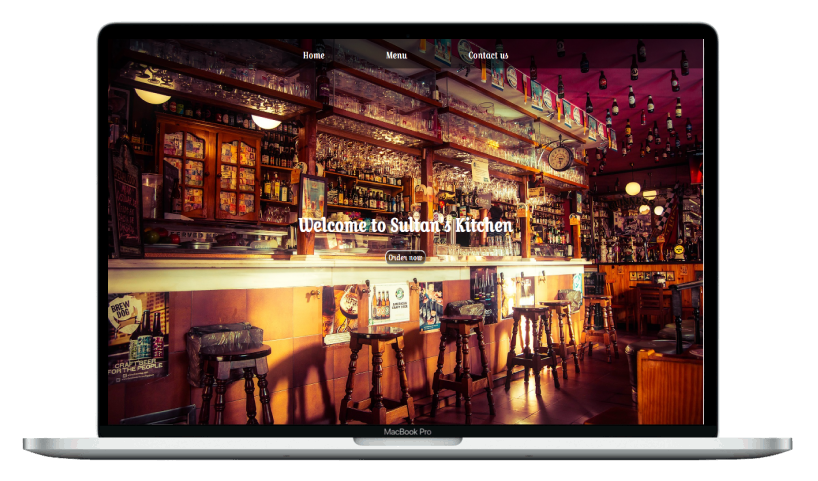 Home Menu Contact us
Welcome to Sultan's Kitchen
Order now
BREW
DOG
CRAFT BEER
FOR THE PEOPLE
MacBook Pro